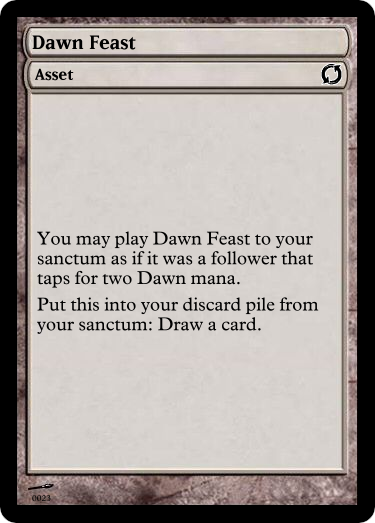 Dawn Feast
Asset
You may play Dawn Feast to your
sanctum as if it was a follower that
taps for two Dawn mana.
Put this into your discard pile from
your sanctum: Draw a card.
0023